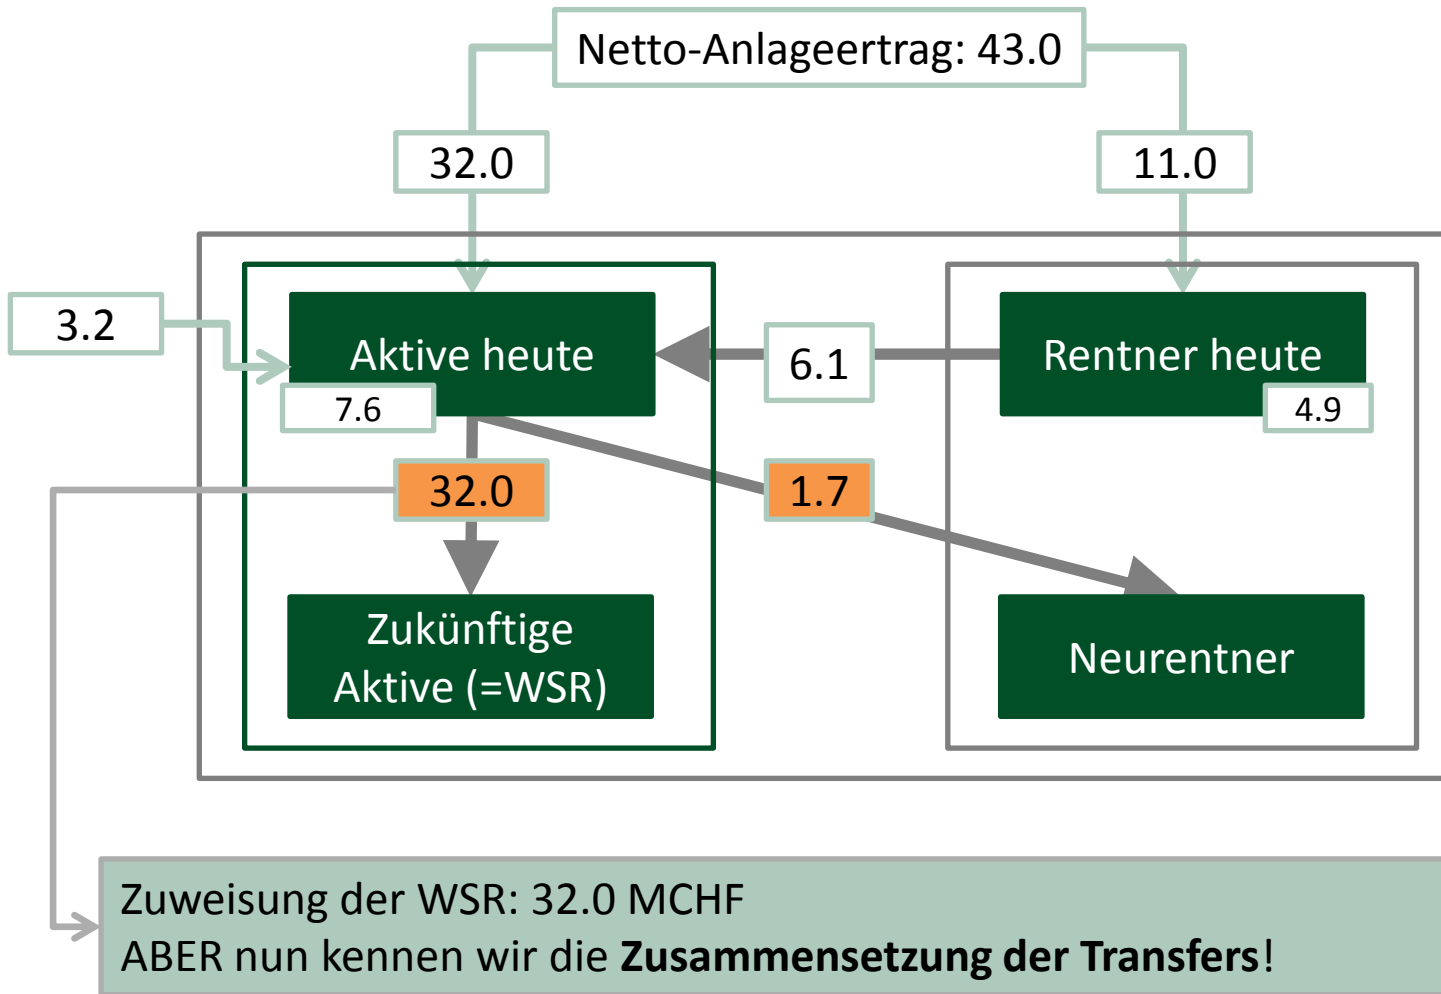 Netto-Anlageertrag: 43.0
32.0
11.0
3.2
Aktive heute
6.1
Rentner heute
7.6
4.9
32.0
1.7
Zukünftige
Aktive (=WSR)
Neurentner
Zuweisung der WSR: 32.0 MCHF
ABER nun kennen wir die Zusammensetzung der Transfers!